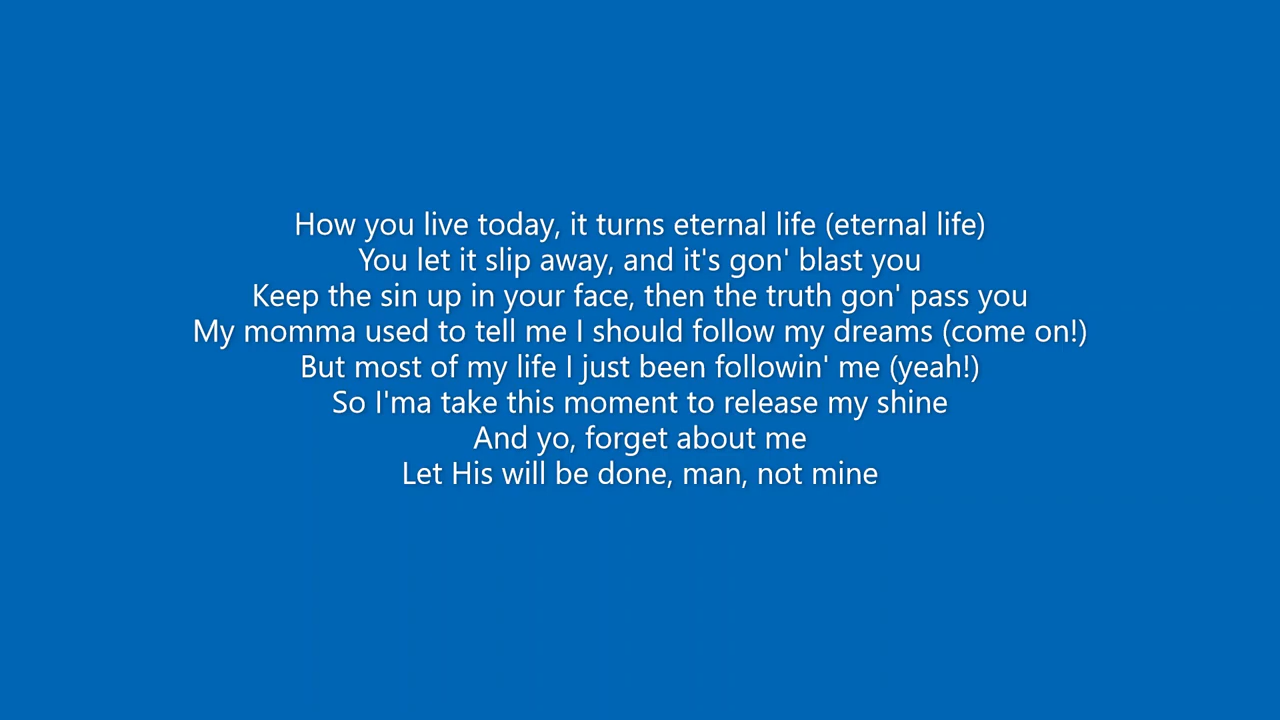 How you live today, it turns eternal life (eternal life)
You let it slip away, and it's gon' blast you
Keep the sin up in your face, then the truth gon' pass you
My momma used to tell me I should follow my dreams (come on!)
But most of my life I just been followin' me (yeah!)
So I'ma take this moment to release my shine
And yo, forget about me
Let His will be done, man, not mine